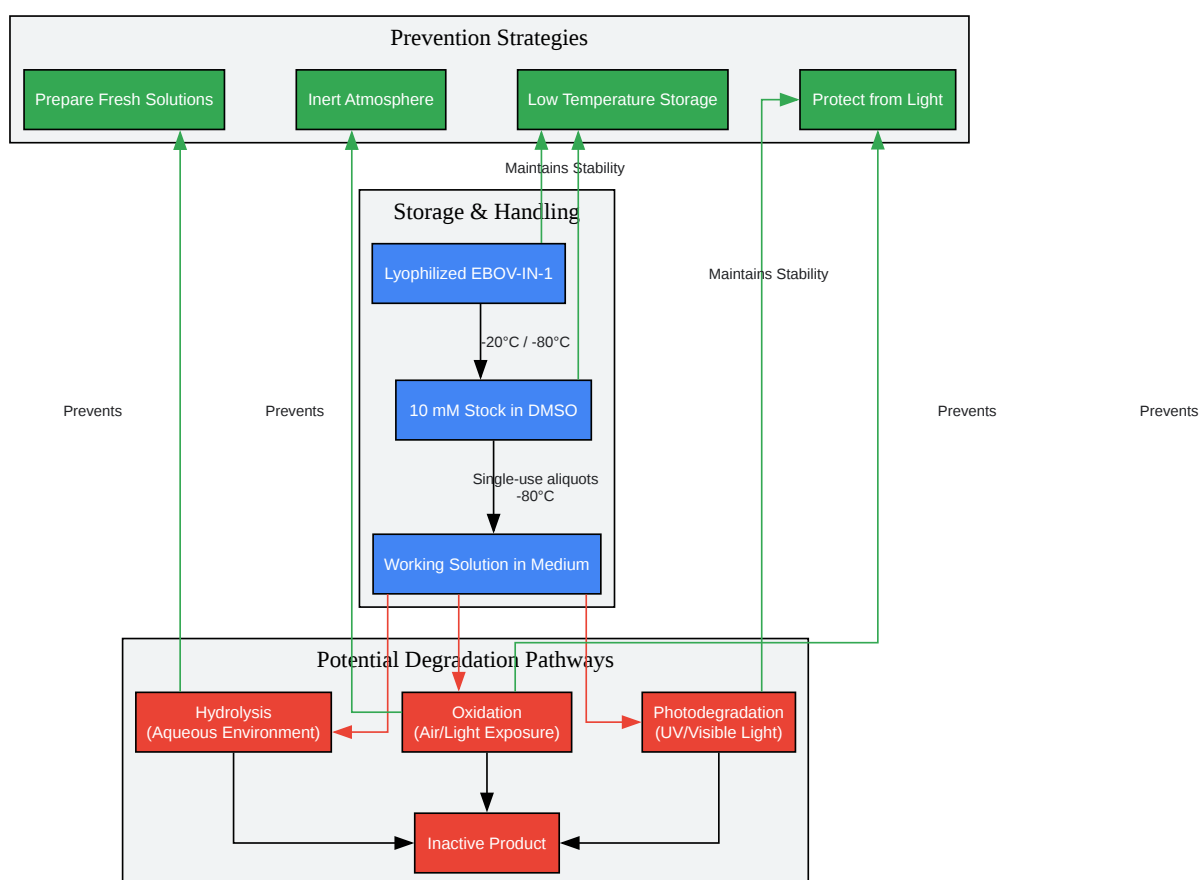 Prevention Strategies
Prepare Fresh Solutions
Inert Atmosphere
Low Temperature Storage
Protect from Light
Maintains Stability
Storage & Handling
Lyophilized EBOV-IN-1
Maintains Stability
-20°C / -80°C
10 mM Stock in DMSO
Prevents
Prevents
Prevents
Prevents
Single-use aliquots
-80°C
Working Solution in Medium
Potential Degradation Pathways
Hydrolysis
(Aqueous Environment)
Oxidation
(Air/Light Exposure)
Photodegradation
(UV/Visible Light)
Inactive Product